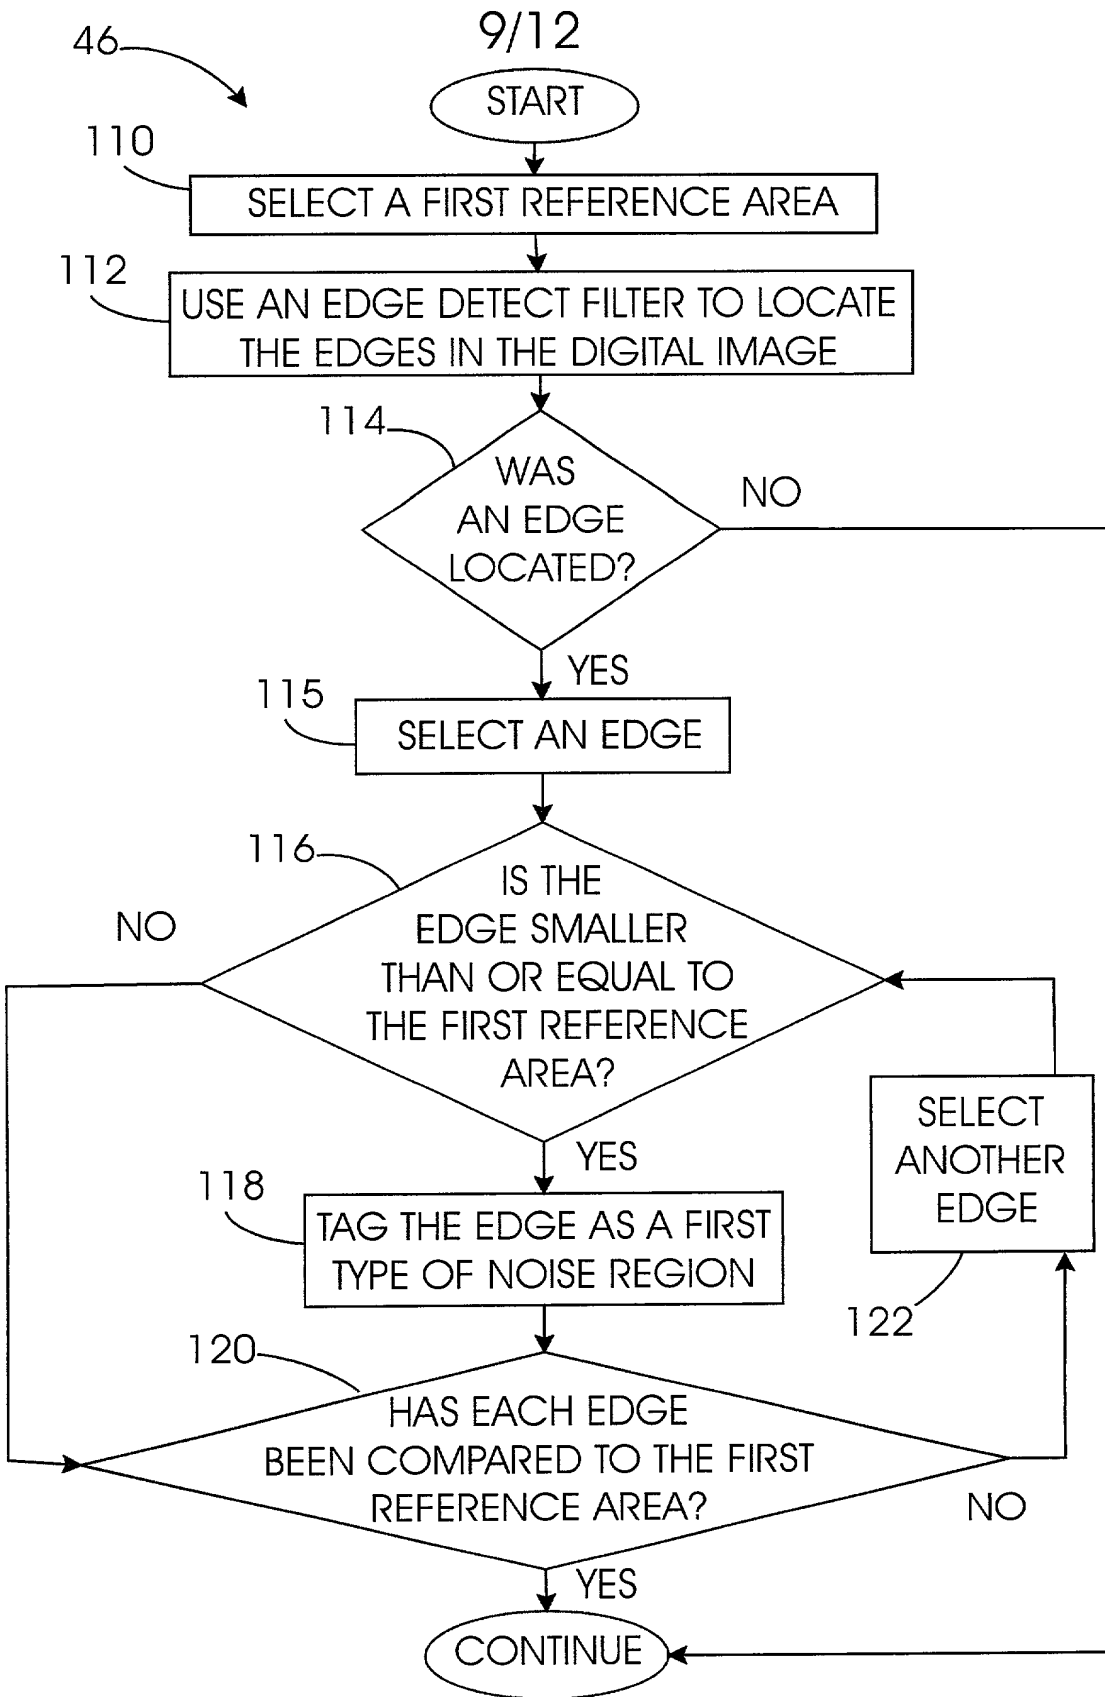 9/12
46
START
110
SELECT A FIRST REFERENCE AREA
112
USE AN EDGE DETECT FILTER TO LOCATE
THE EDGES IN THE DIGITAL IMAGE
114
WAS
AN EDGE
LOCATED?
NO
YES
115
SELECT AN EDGE
116
IS THE
EDGE SMALLER
THAN OR EQUAL TO
THE FIRST REFERENCE
AREA?
NO
YES
118
TAG THE EDGE AS A FIRST
TYPE OF NOISE REGION
SELECT
ANOTHER
EDGE
122
120
HAS EACH EDGE
BEEN COMPARED TO THE FIRST
REFERENCE AREA?
NO
YES
CONTINUE